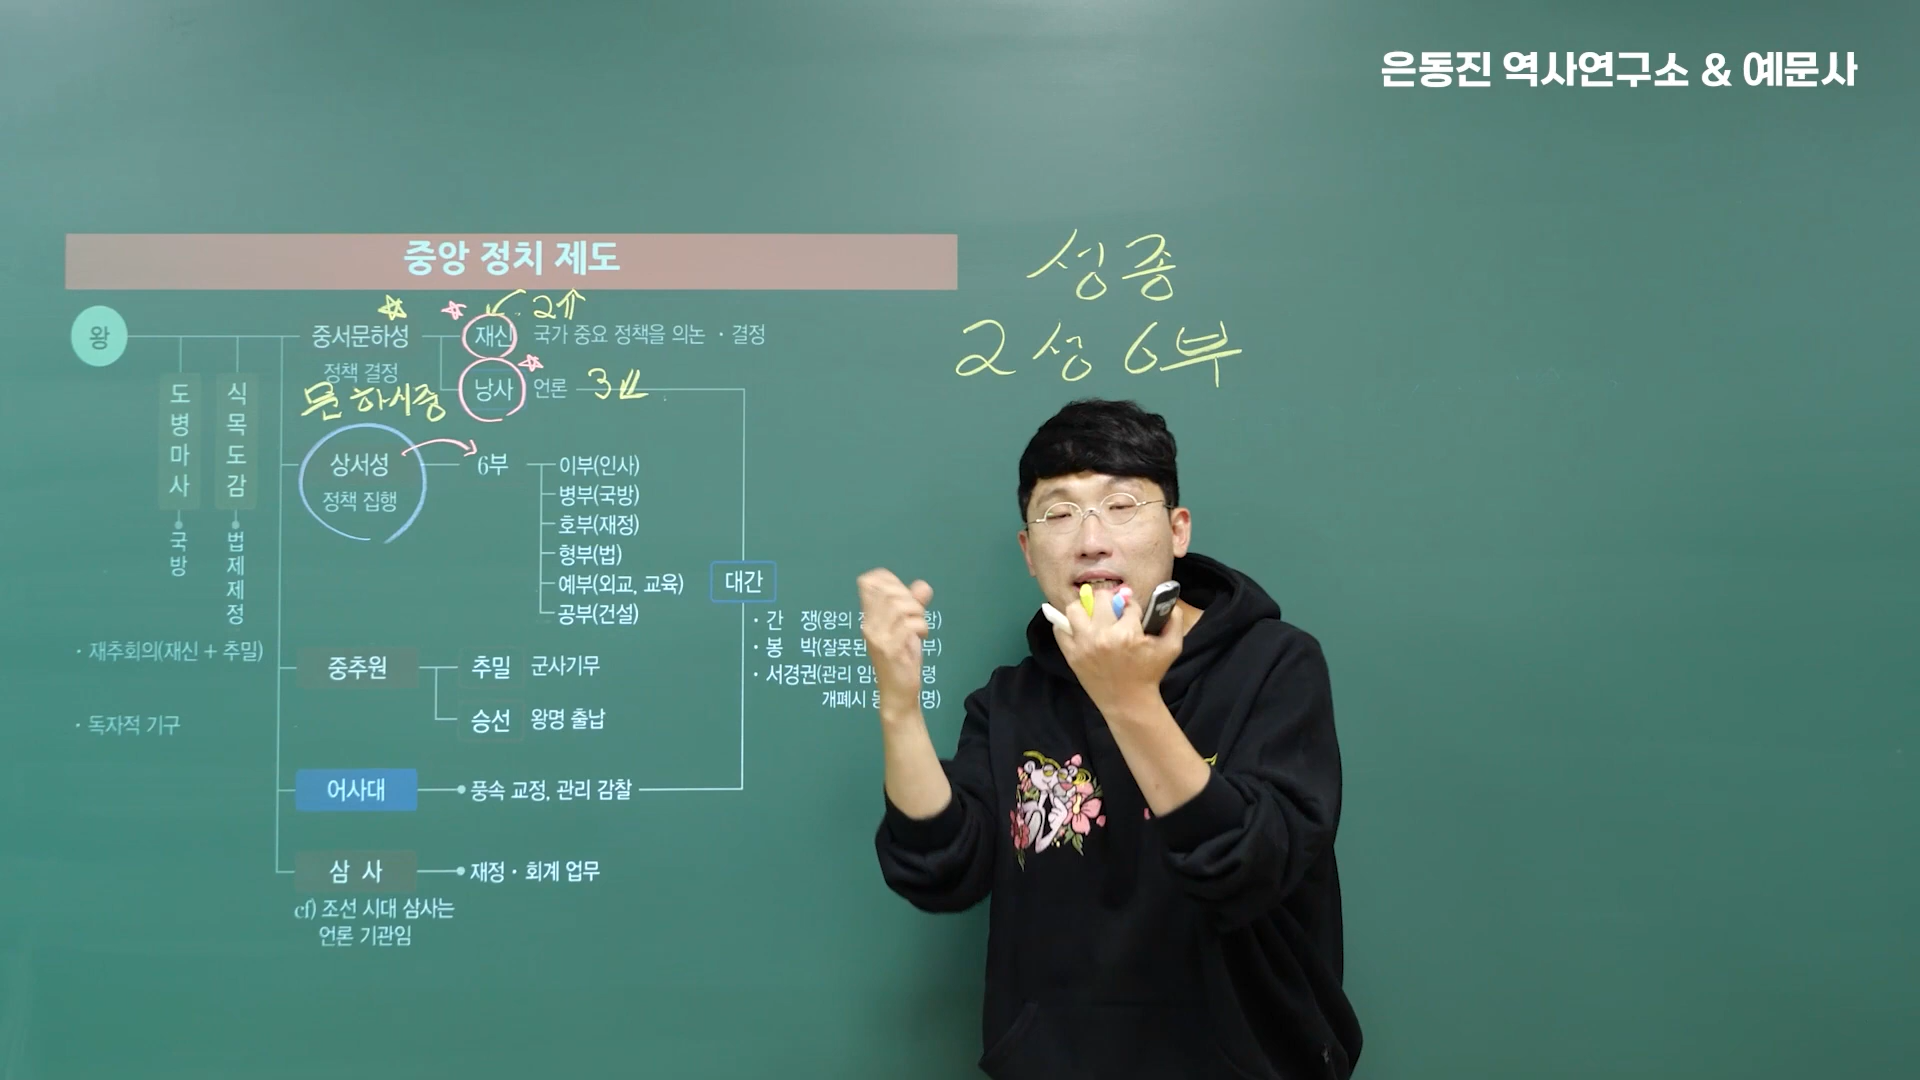 은동진 역사연구소 & 예문사
중앙 정치 제도
성종
2성 6부
왕
중서문하성
정책 결정
문하시중
재신 2⇑
국가 중요 정책을 의논 · 결정
낭사 언론 3⇓
도병마사
국방
식목도감
법제제정
상서성
정책 집행
6부
이부(인사)
병부(국방)
호부(재정)
형부(법)
예부(외교, 교육)
공부(건설)
대간
· 간 쟁(왕의 함)
· 봉 박(잘못된 부)
· 서경권(관리 령
개폐시 명)
· 재추회의(재신 + 추밀)
· 독자적 기구
중추원
추밀 군사기무
승선 왕명 출납
어사대 풍속 교정, 관리 감찰
삼 사 재정 · 회계 업무
cf) 조선 시대 삼사는
언론 기관임